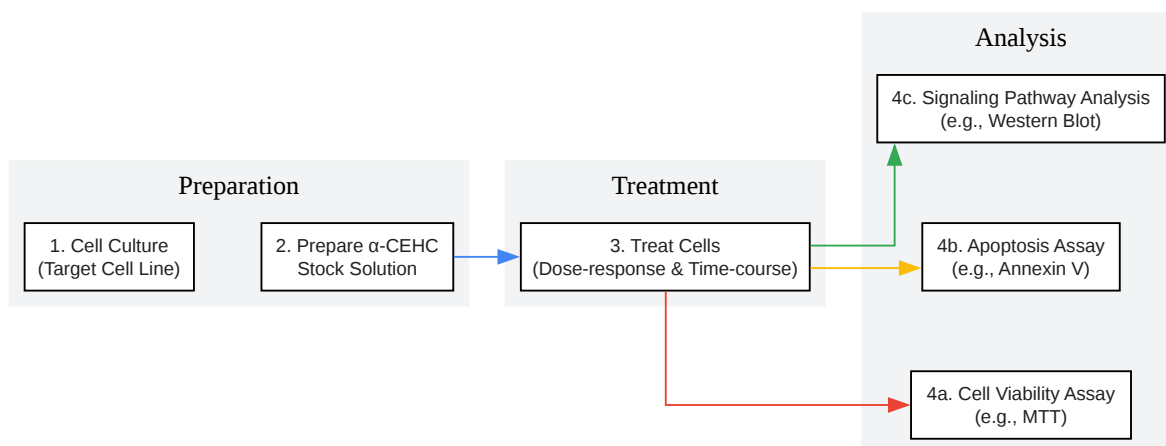 Preparation
1. Cell Culture
(Target Cell Line)
2. Prepare α-CEHC
Stock Solution
Treatment
3. Treat Cells
(Dose-response & Time-course)
Analysis
4c. Signaling Pathway Analysis
(e.g., Western Blot)
4b. Apoptosis Assay
(e.g., Annexin V)
4a. Cell Viability Assay
(e.g., MTT)